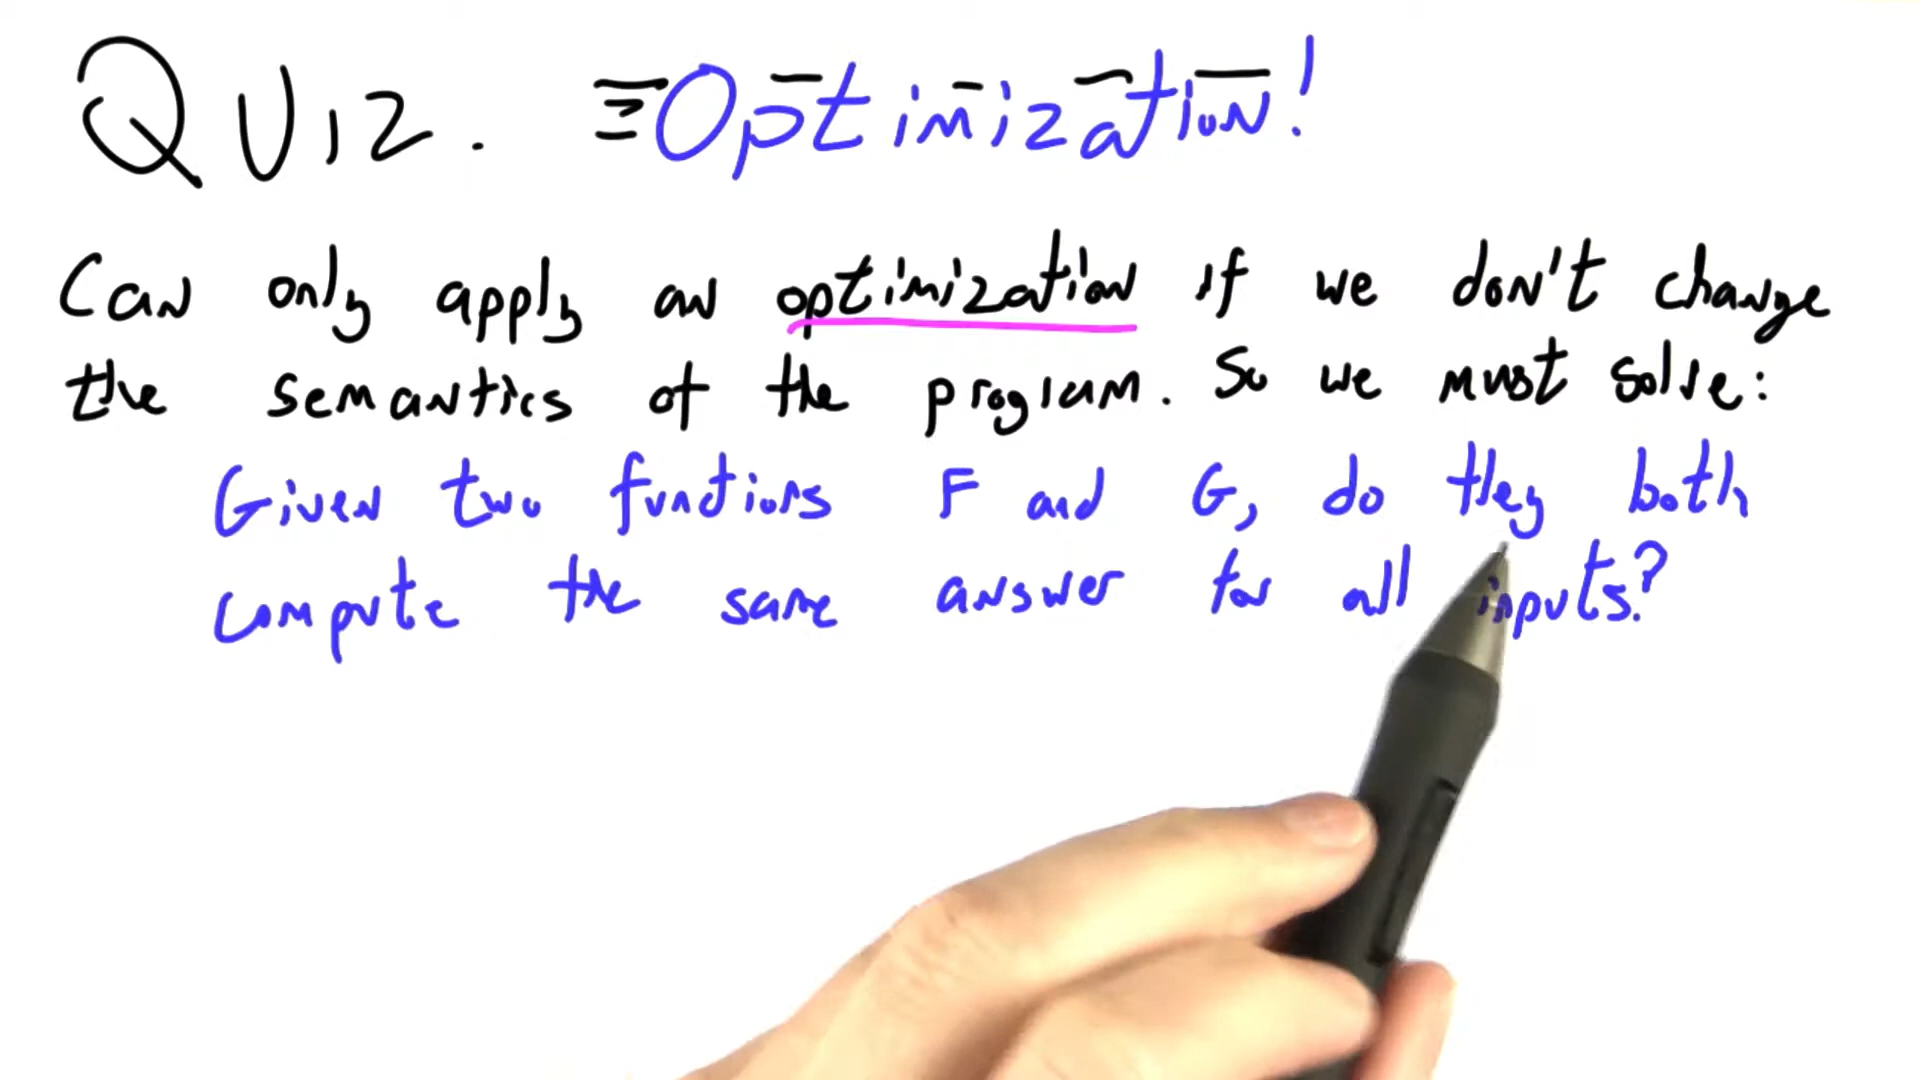 QUIZ. Optimization!
Can only apply an optimization if we don't change
the semantics of the program. So we must solve:
Given two functions F and G, do they both
compute the same answer for all inputs?